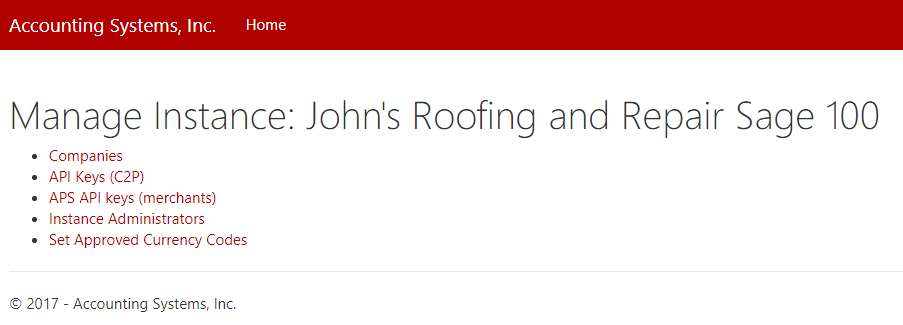 Accounting Systems, Inc. Home
Manage Instance: John's Roofing and Repair Sage 100
Companies
API Keys (C2P)
APS API keys (merchants)
Instance Administrators
Set Approved Currency Codes
© 2017 - Accounting Systems, Inc.